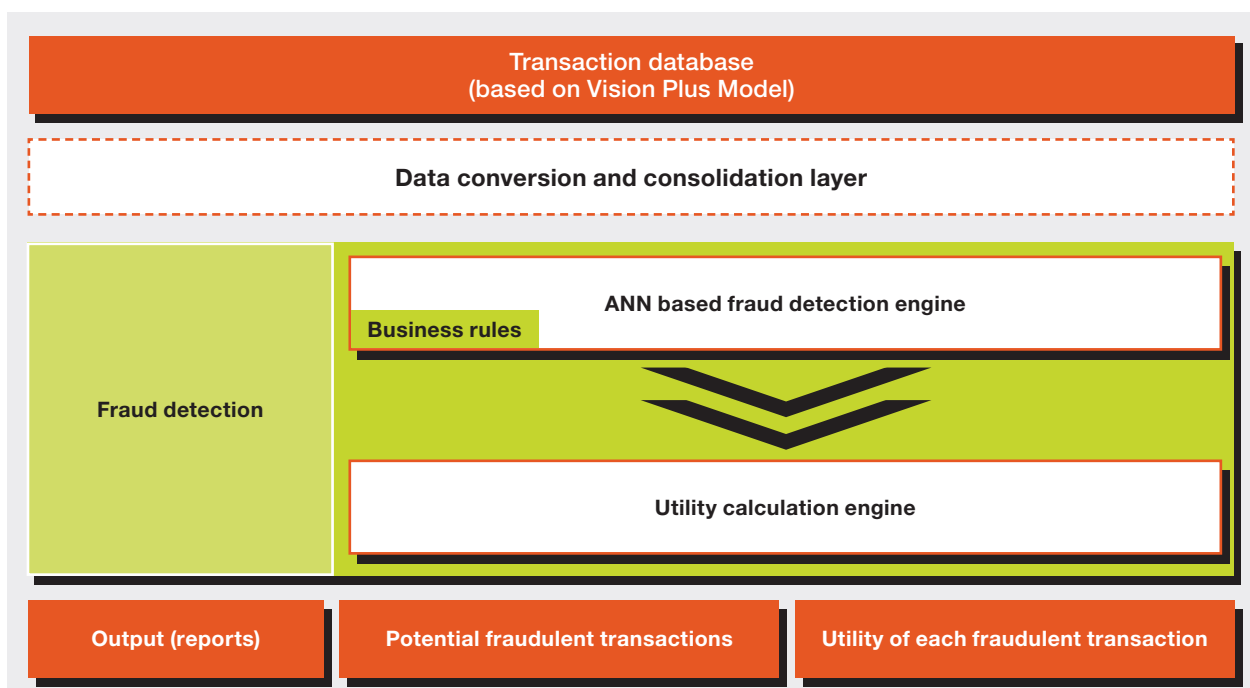 Transaction database
(based on Vision Plus Model)
Data conversion and consolidation layer
Fraud detection
ANN based fraud detection engine
Business rules
Utility calculation engine
Output (reports)
Potential fraudulent transactions
Utility of each fraudulent transaction